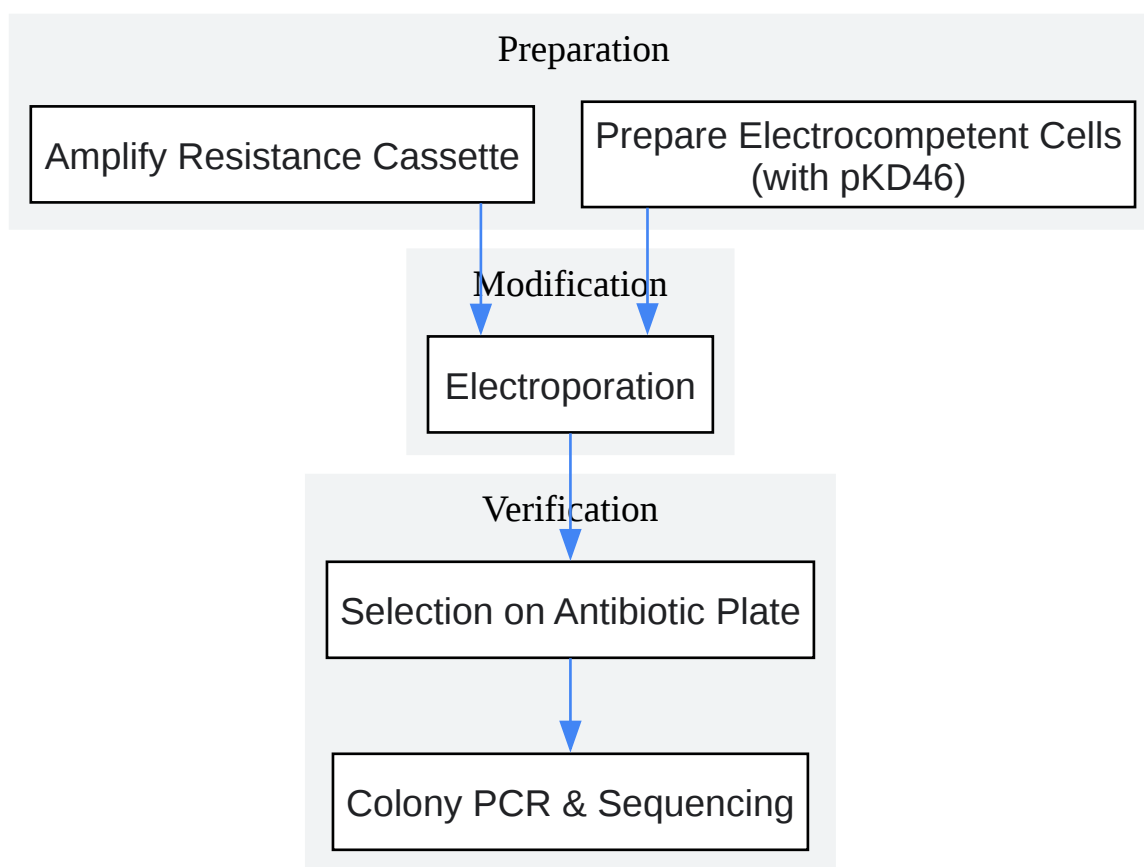 Preparation
Amplify Resistance Cassette
Prepare Electrocompetent Cells
(with pKD46)
Modification
Electroporation
Verification
Selection on Antibiotic Plate
Colony PCR & Sequencing